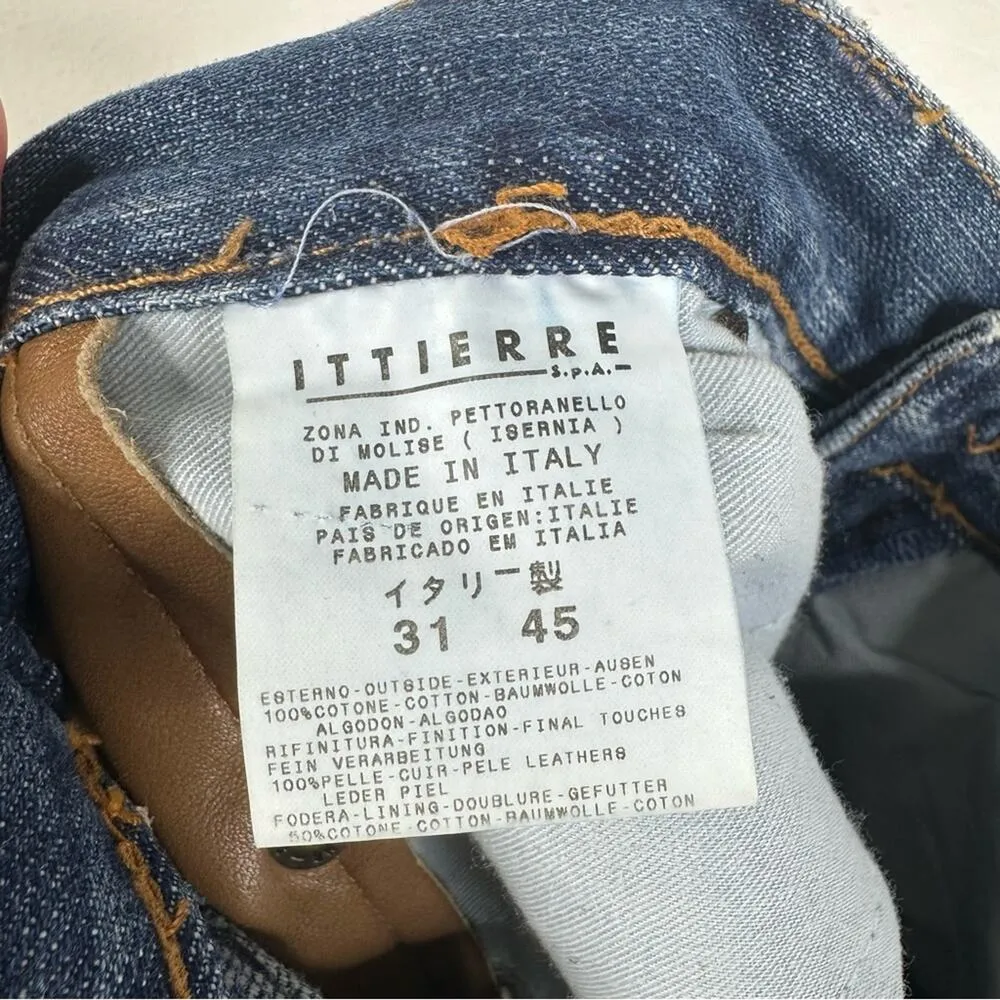 ITTIERRE
S.p.A.
ZONA IND. PETTORANELLO
DI MOLISE ( ISERNIA )
MADE IN ITALY
FABRIQUE EN ITALIE
PAIS DE ORIGEN:ITALIE
FABRICADO EM ITALIA
イタリー製
31 45
ESTERNO-OUTSIDE-EXTERIEUR-AUSEN
100%COTONE-COTTON-BAUMWOLLE-COTON
ALGODON-ALGODAO
RIFINITURA-FINITION-FINAL TOUCHES
FEIN VERARBEITUNG
100%PELLE-CUIR-PELE LEATHERS
LEDER PIEL
FODERA-LINING-DOUBLURE-GEFUTTER
50%COTONE-COTTON-BAUMWOLLE-COTON